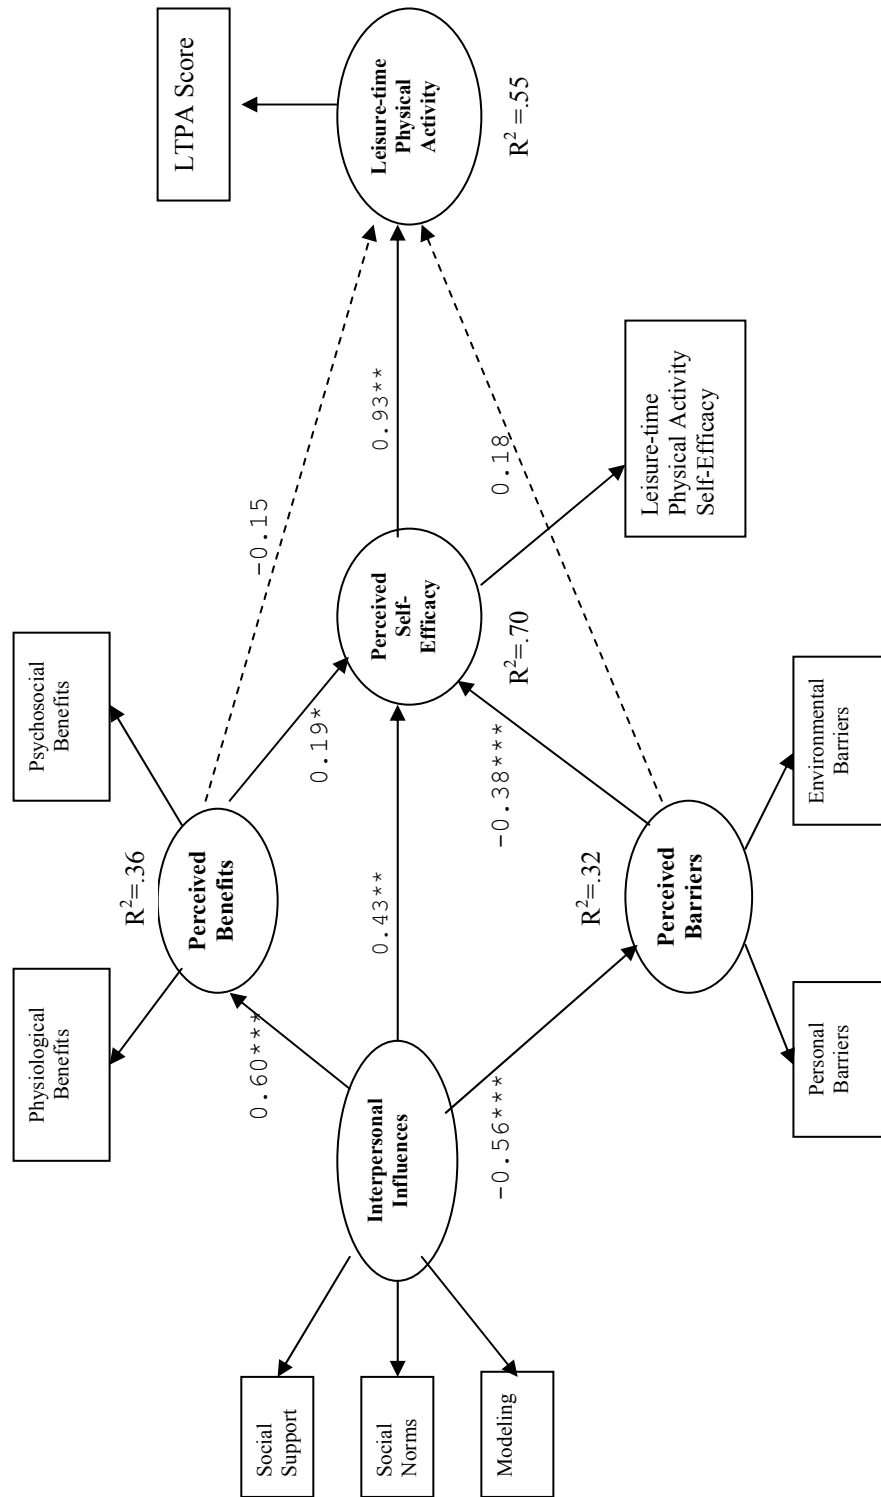 Physiological
Benefits
Psychosocial
Benefits
LTPA Score
R²=.36
Perceived
Benefits
-0.15
0.60***
0.19*
Social
Support
Social
Norms
Modeling
Interpersonal
Influences
0.43**
Perceived
Self-
Efficacy
0.93**
Leisure-time
Physical
Activity
R² =.55
-0.56***
-0.38***
R²=.70
0.18
R²=.32
Perceived
Barriers
Leisure-time
Physical Activity
Self-Efficacy
Personal
Barriers
Environmental
Barriers